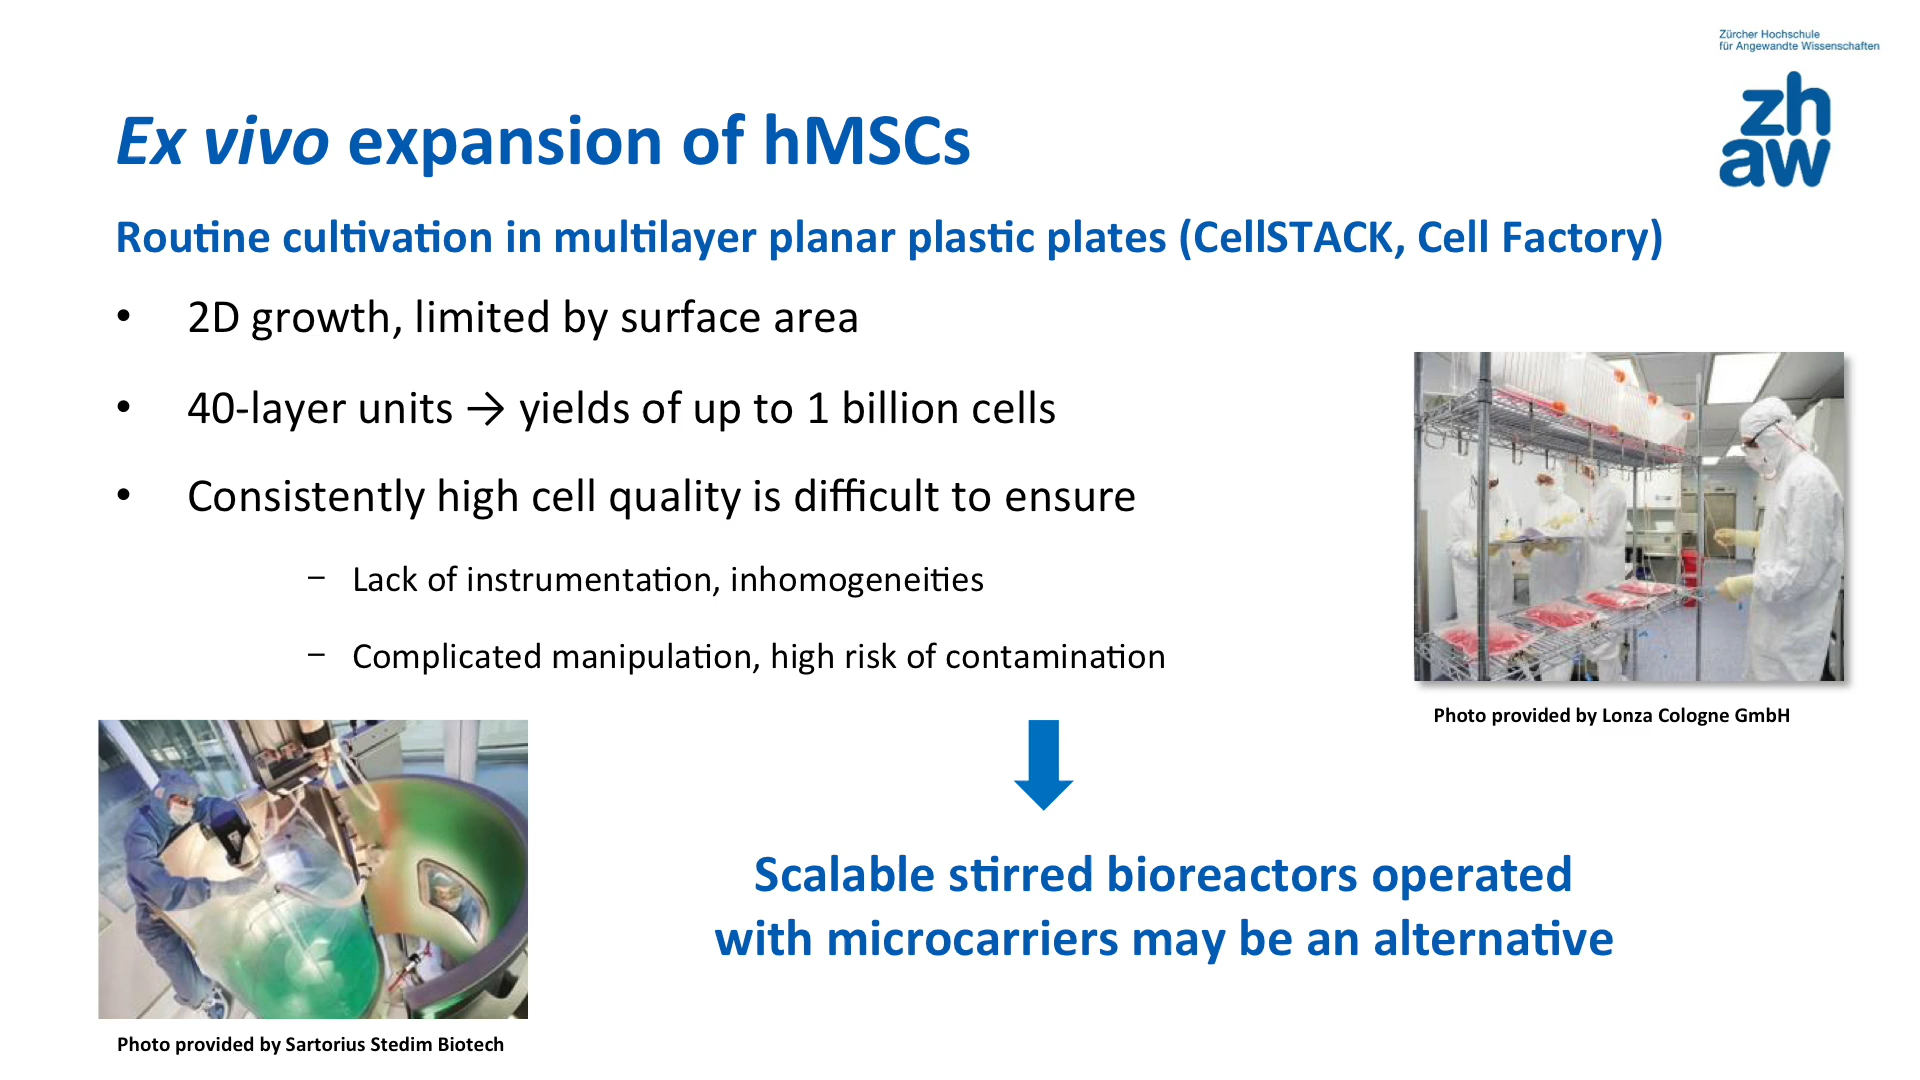 Zürcher Hochschule
für Angewandte Wissenschaften
zh
aw
Ex vivo expansion of hMSCs
Routine cultivation in multilayer planar plastic plates (CellSTACK, Cell Factory)
• 2D growth, limited by surface area
• 40-layer units → yields of up to 1 billion cells
• Consistently high cell quality is difficult to ensure
– Lack of instrumentation, inhomogeneities
– Complicated manipulation, high risk of contamination
Photo provided by Lonza Cologne GmbH
Scalable stirred bioreactors operated
with microcarriers may be an alternative
Photo provided by Sartorius Stedim Biotech